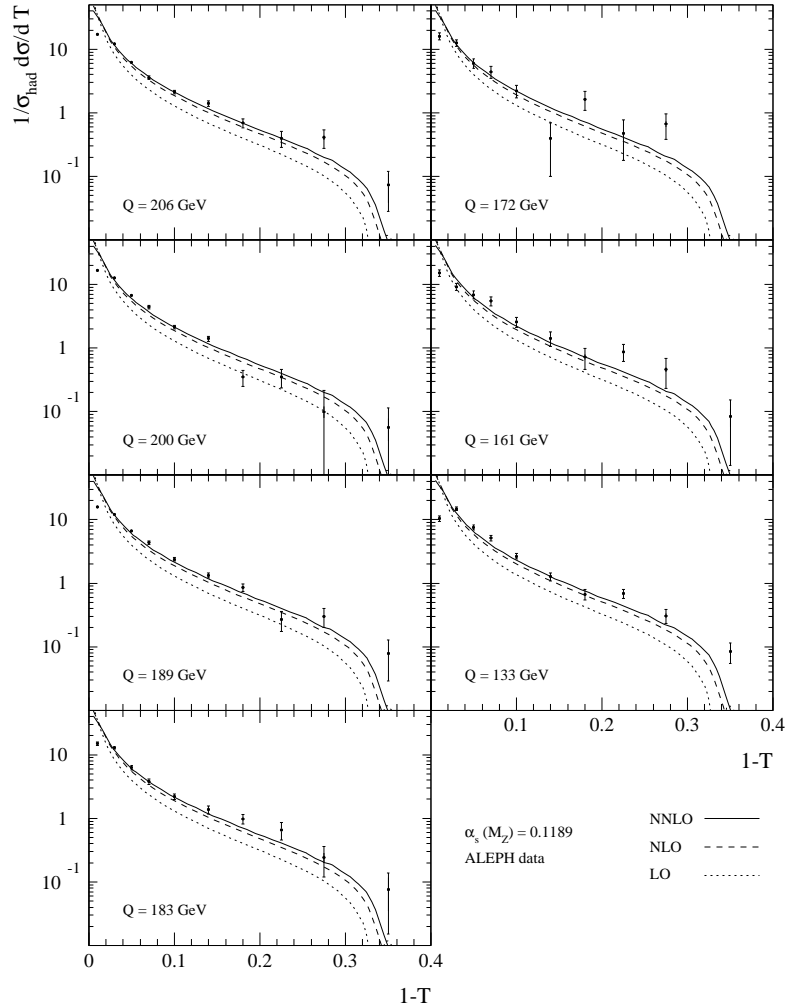 1/σ_had dσ/d T
10
1
10^-1
Q = 206 GeV
Q = 172 GeV
10
1
10^-1
Q = 200 GeV
Q = 161 GeV
10
1
10^-1
Q = 189 GeV
Q = 133 GeV
0.1 0.2 0.3 0.4
1-T
10
1
10^-1
Q = 183 GeV
α_s (M_Z) = 0.1189
ALEPH data
NNLO
NLO
LO
0 0.1 0.2 0.3 0.4
1-T